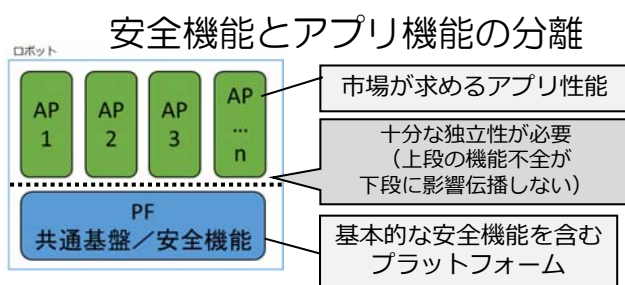 安全機能とアプリ機能の分離
ロボット
AP
1
AP
2
AP
3
AP
…
n
市場が求めるアプリ性能
十分な独立性が必要
(上段の機能不全が
下段に影響伝播しない)
PF
共通基盤/安全機能
基本的な安全機能を含む
プラットフォーム